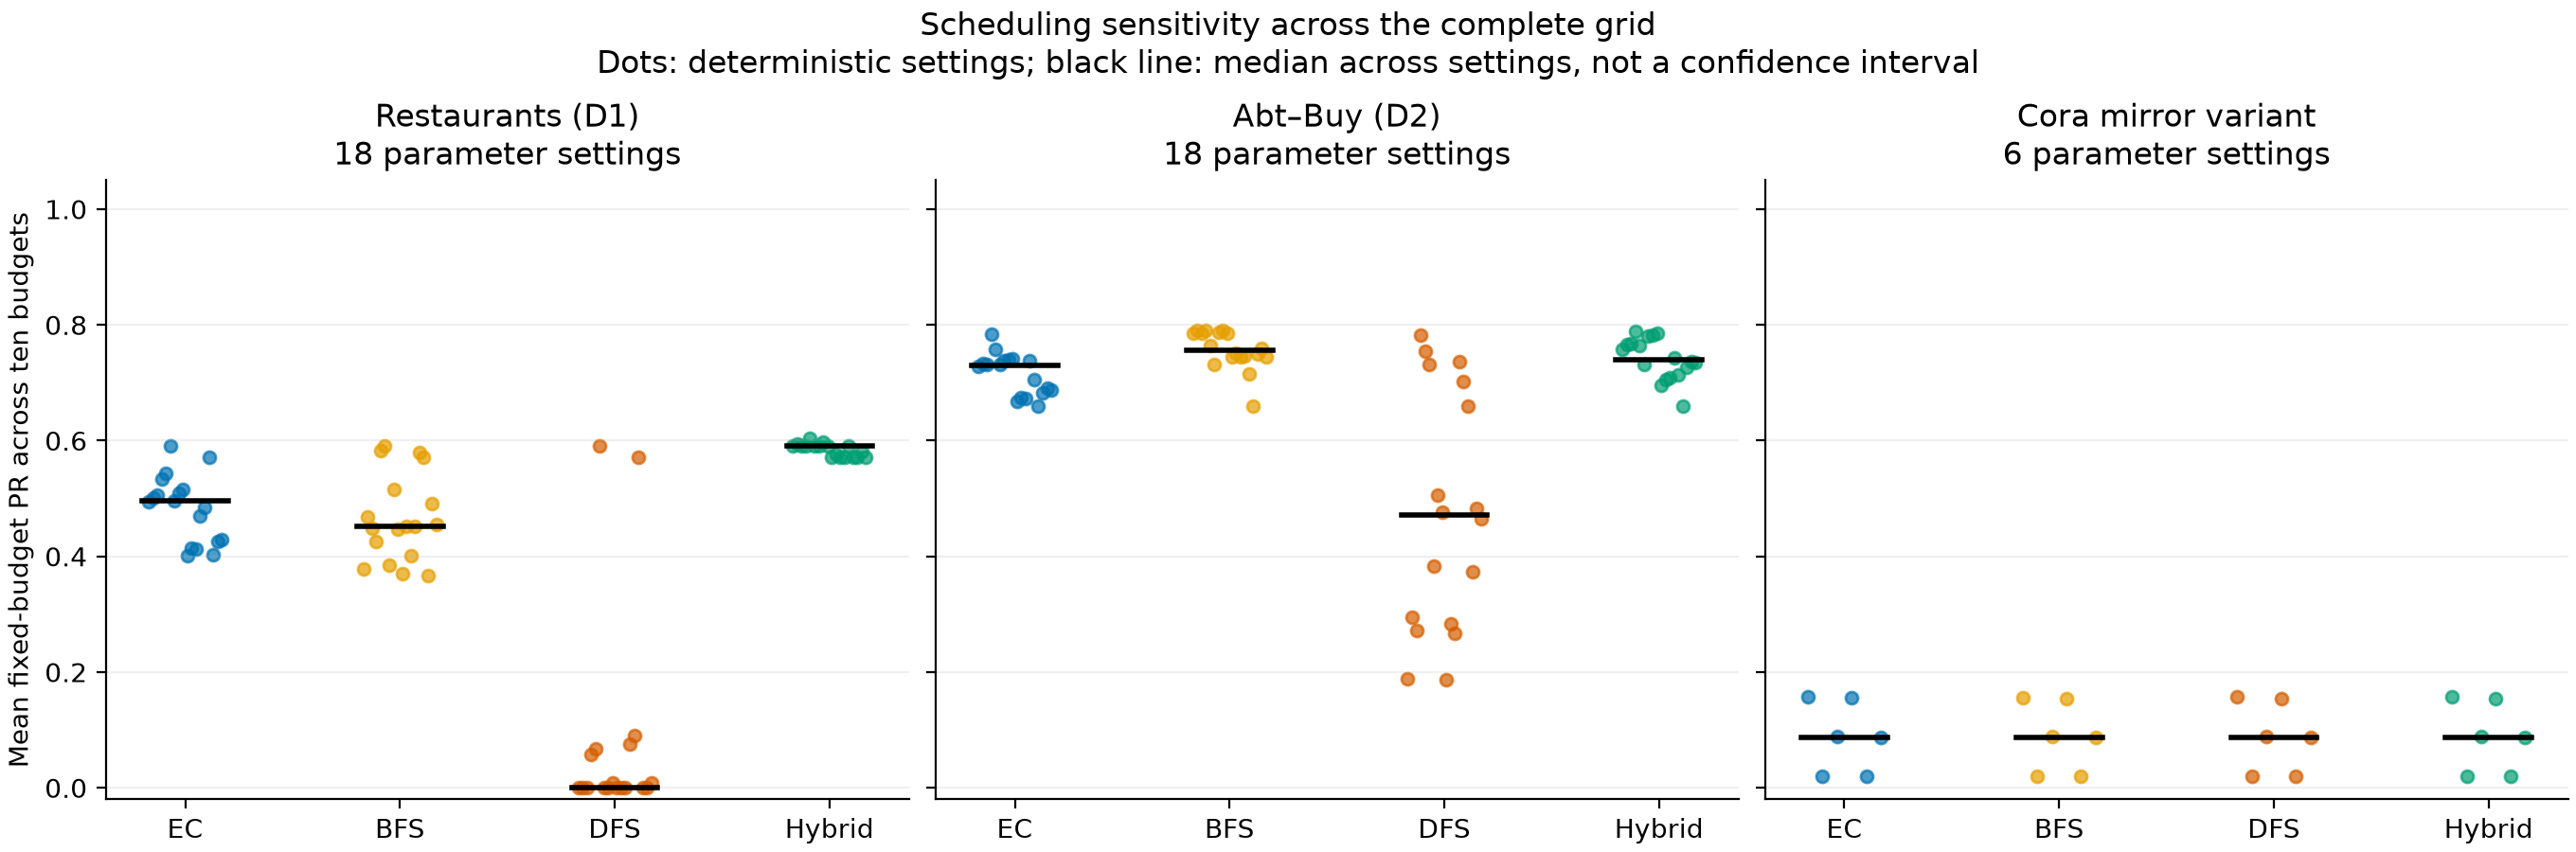 Scheduling sensitivity across the complete grid
Dots: deterministic settings; black line: median across settings, not a confidence interval
Restaurants (D1)
18 parameter settings
Abt–Buy (D2)
18 parameter settings
Cora mirror variant
6 parameter settings
Mean fixed-budget PR across ten budgets
1.0
0.8
0.6
0.4
0.2
0.0
EC BFS DFS Hybrid
EC BFS DFS Hybrid
EC BFS DFS Hybrid